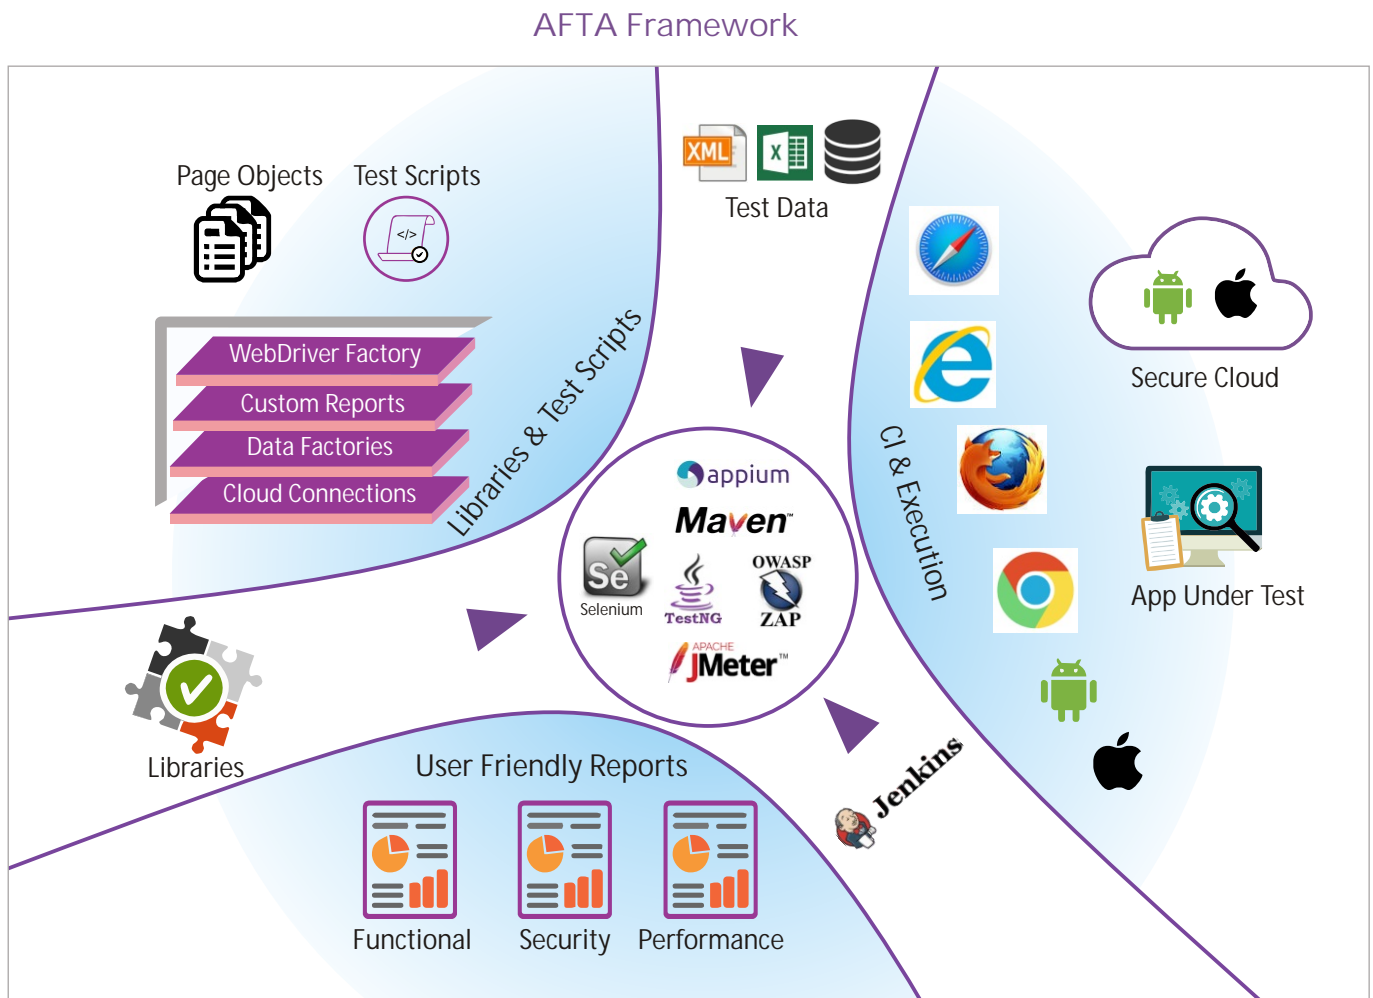 AFTA Framework
Page Objects
Test Scripts
</>
WebDriver Factory
Custom Reports
Data Factories
Cloud Connections
Libraries & Test Scripts
XML
X
Test Data
CI & Execution
Secure Cloud
App Under Test
appium
Maven™
Se
Selenium
TestNG
OWASP
ZAP
APACHE
JMeter™
Libraries
Jenkins
User Friendly Reports
Functional
Security
Performance